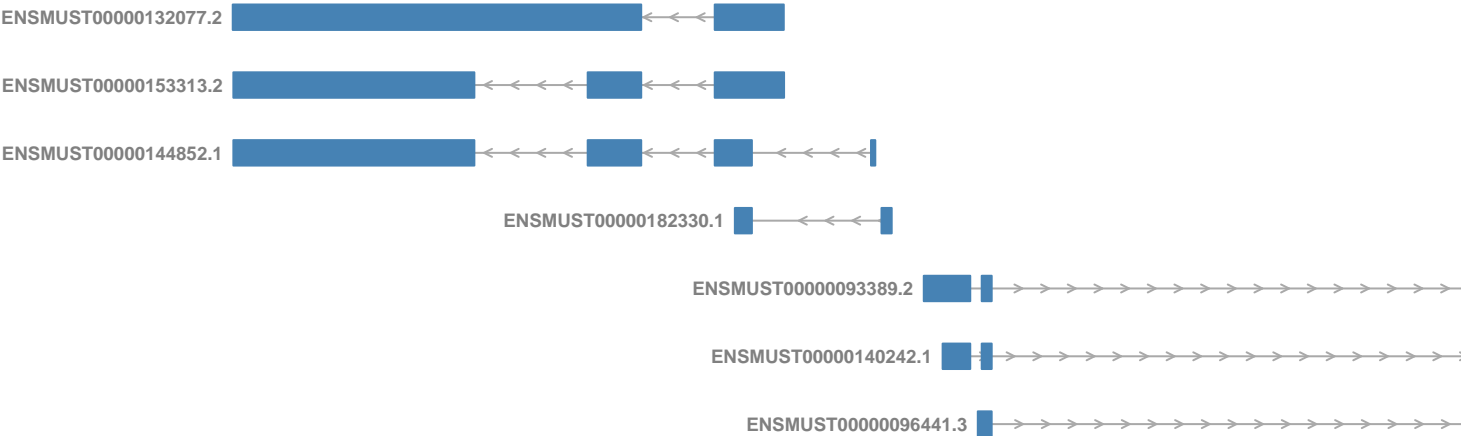 ENSMUST00000132077.2
ENSMUST00000153313.2
ENSMUST00000144852.1
ENSMUST00000182330.1
ENSMUST00000093389.2
ENSMUST00000140242.1
ENSMUST00000096441.3